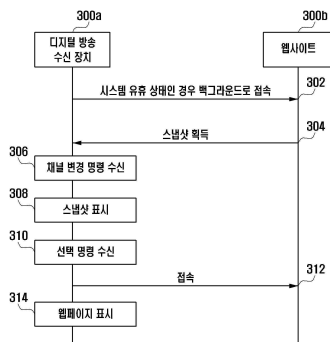 300a
300b
디지털 방송
수신 장치
웹사이트
시스템 유휴 상태인 경우 백그라운드로 접속
302
스냅샷 획득
304
306
채널 변경 명령 수신
308
스냅샷 표시
310
선택 명령 수신
접속
312
314
웹페이지 표시